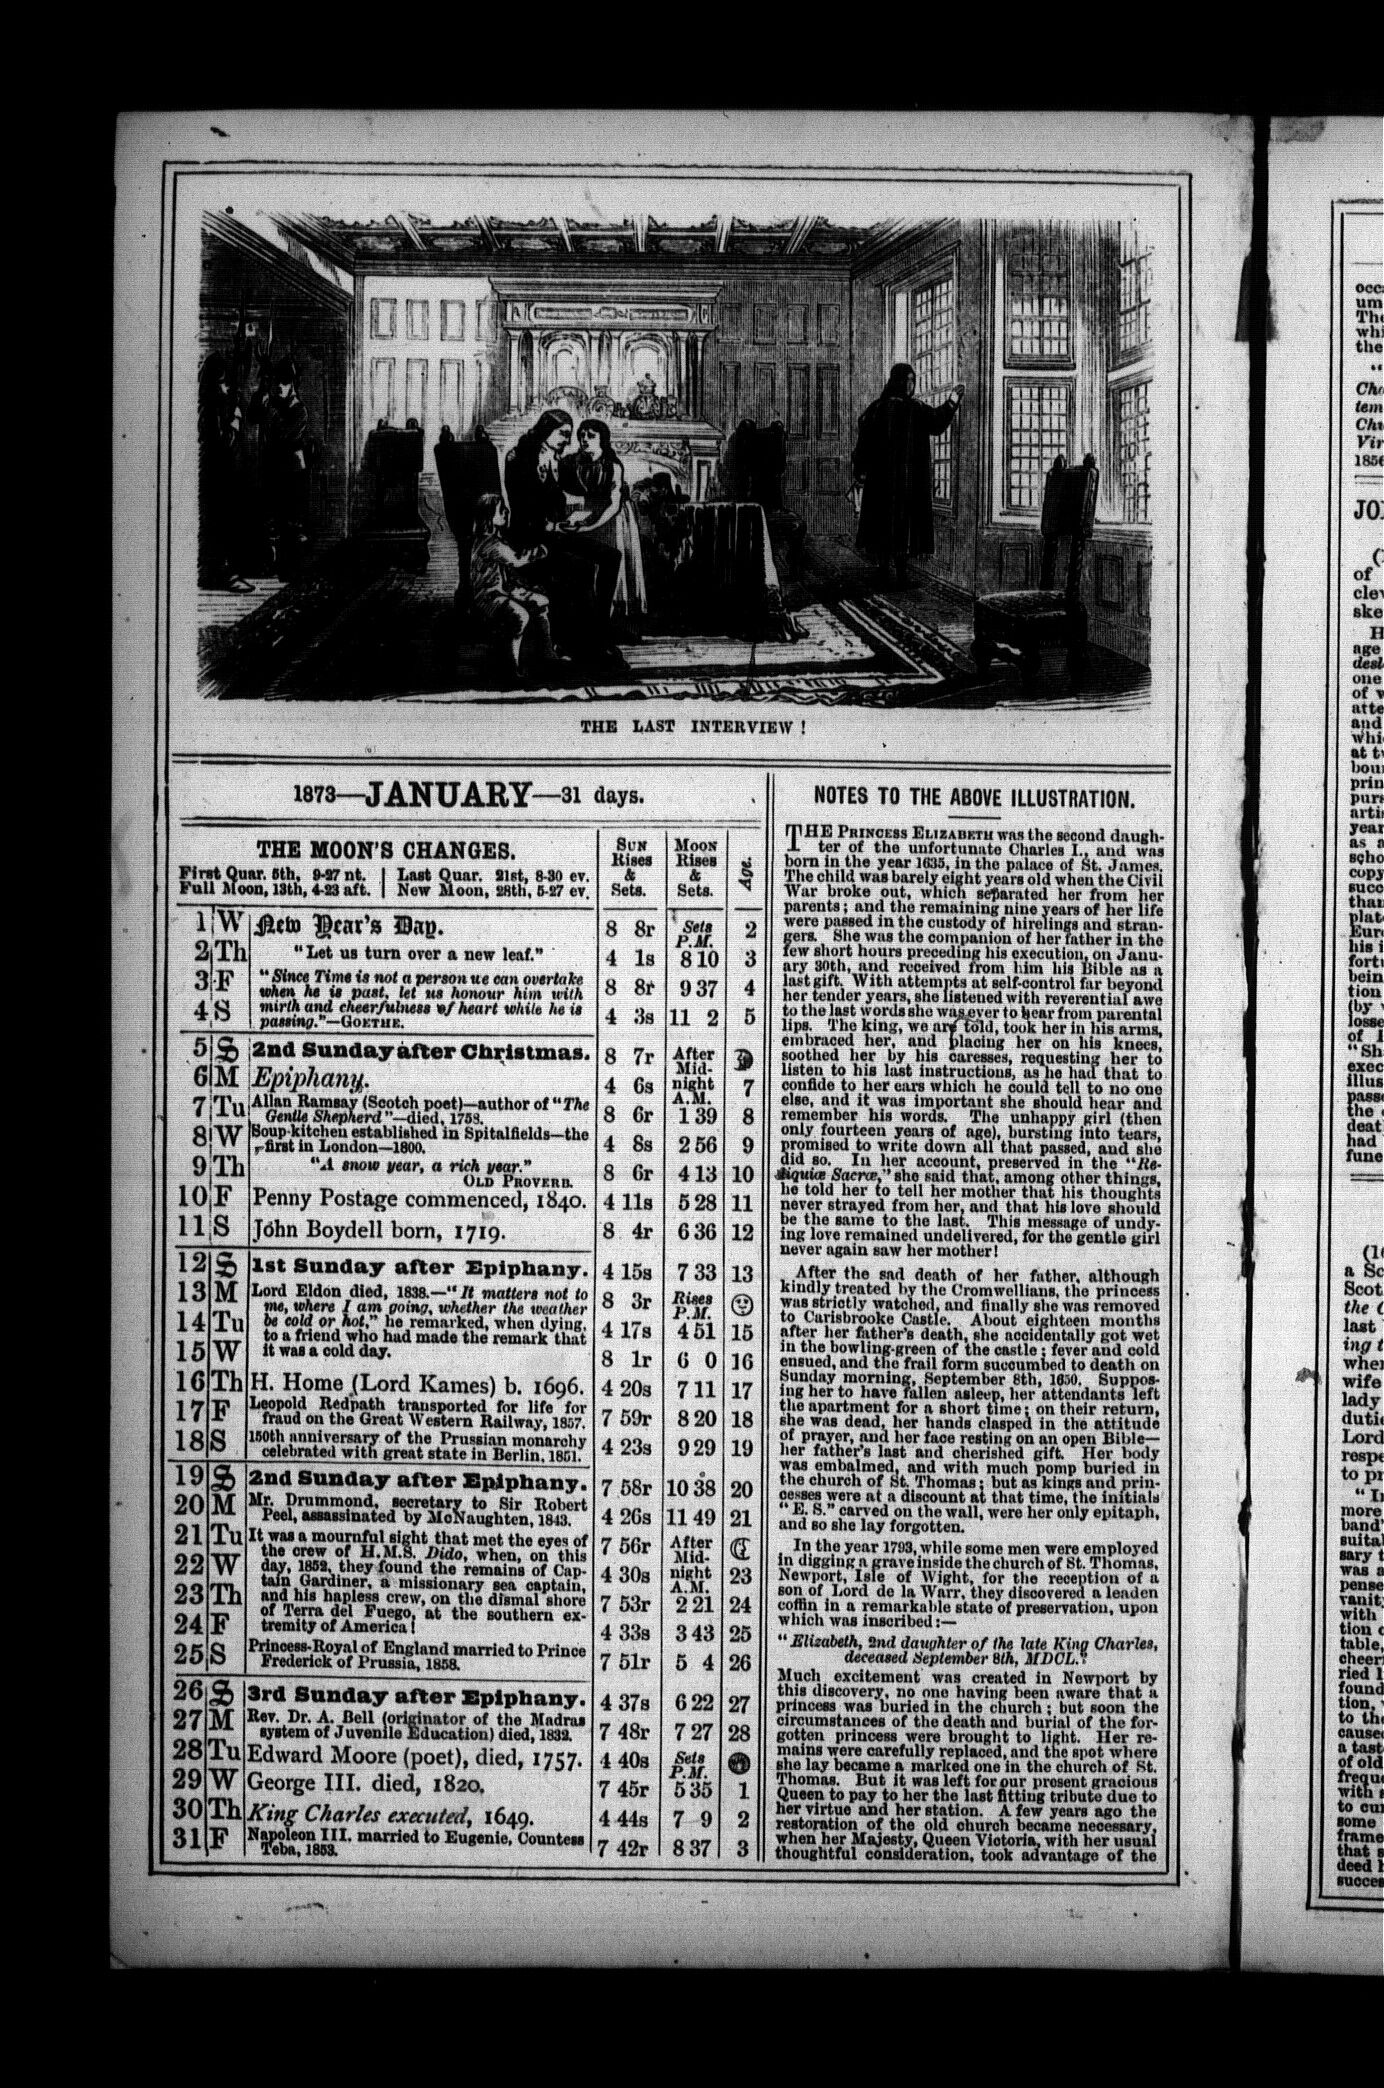 THE LAST INTERVIEW !
1873—JANUARY—31 days.
THE MOON'S CHANGES.
First Quar. 5th, 9-27 nt. | Last Quar. 21st, 8-30 ev.
Full Moon, 13th, 4-23 aft. | New Moon, 28th, 5-27 ev.
SUN Rises & Sets.
MOON Rises & Sets.
Age.
1 W New Year's Day. 8 8r Sets P.M. 2
2 Th "Let us turn over a new leaf." 4 1s 8 10 3
3 F "Since Time is not a person we can overtake 8 8r 9 37 4
when he is past, let us honour him with
4 S mirth and cheerfulness of heart while he is 4 3s 11 2 5
passing."—GOETHE.
5 S 2nd Sunday after Christmas. 8 7r After Mid-
6 M Epiphany. 4 6s night A.M. 7
7 Tu Allan Ramsay (Scotch poet)—author of "The 8 6r 1 39 8
Gentle Shepherd"—died, 1758.
8 W Soup-kitchen established in Spitalfields—the 4 8s 2 56 9
first in London—1800.
9 Th "A snow year, a rich year." 8 6r 4 13 10
OLD PROVERB.
10 F Penny Postage commenced, 1840. 4 11s 5 28 11
11 S John Boydell born, 1719. 8 4r 6 36 12
12 S 1st Sunday after Epiphany. 4 15s 7 33 13
13 M Lord Eldon died, 1838.—"It matters not to 8 3r Rises P.M.
me, where I am going, whether the weather
14 Tu be cold or hot," he remarked, when dying, 4 17s 4 51 15
to a friend who had made the remark that
15 W it was a cold day. 8 1r 6 0 16
16 Th H. Home (Lord Kames) b. 1696. 4 20s 7 11 17
17 F Leopold Redpath transported for life for 7 59r 8 20 18
fraud on the Great Western Railway, 1857.
18 S 150th anniversary of the Prussian monarchy 4 23s 9 29 19
celebrated with great state in Berlin, 1851.
19 S 2nd Sunday after Epiphany. 7 58r 10 38 20
20 M Mr. Drummond, secretary to Sir Robert 4 26s 11 49 21
Peel, assassinated by McNaughten, 1843.
21 Tu It was a mournful sight that met the eyes of 7 56r After Mid-
the crew of H.M.S. Dido, when, on this
22 W day, 1852, they found the remains of Cap- 4 30s night A.M. 23
tain Gardiner, a missionary sea captain,
23 Th and his hapless crew, on the dismal shore 7 53r 2 21 24
of Terra del Fuego, at the southern ex-
24 F tremity of America! 4 33s 3 43 25
25 S Princess-Royal of England married to Prince 7 51r 5 4 26
Frederick of Prussia, 1858.
26 S 3rd Sunday after Epiphany. 4 37s 6 22 27
27 M Rev. Dr. A. Bell (originator of the Madras 7 48r 7 27 28
system of Juvenile Education) died, 1832.
28 Tu Edward Moore (poet), died, 1757. 4 40s Sets P.M.
29 W George III. died, 1820. 7 45r 5 35 1
30 Th King Charles executed, 1649. 4 44s 7 9 2
31 F Napoleon III. married to Eugenie, Countess 7 42r 8 37 3
Teba, 1853.
NOTES TO THE ABOVE ILLUSTRATION.
THE PRINCESS ELIZABETH was the second daugh-
ter of the unfortunate Charles I., and was
born in the year 1635, in the palace of St. James.
The child was barely eight years old when the Civil
War broke out, which separated her from her
parents; and the remaining nine years of her life
were passed in the custody of hirelings and stran-
gers. She was the companion of her father in the
few short hours preceding his execution, on Janu-
ary 30th, and received from him his Bible as a
last gift. With attempts at self-control far beyond
her tender years, she listened with reverential awe
to the last words she was ever to hear from parental
lips. The king, we are told, took her in his arms,
embraced her, and placing her on his knees,
soothed her by his caresses, requesting her to
listen to his last instructions, as he had that to
confide to her ears which he could tell to no one
else, and it was important she should hear and
remember his words. The unhappy girl (then
only fourteen years of age), bursting into tears,
promised to write down all that passed, and she
did so. In her account, preserved in the "Re-
liquiæ Sacræ," she said that, among other things,
he told her to tell her mother that his thoughts
never strayed from her, and that his love should
be the same to the last. This message of undy-
ing love remained undelivered, for the gentle girl
never again saw her mother!
After the sad death of her father, although
kindly treated by the Cromwellians, the princess
was strictly watched, and finally she was removed
to Carisbrooke Castle. About eighteen months
after her father's death, she accidentally got wet
in the bowling-green of the castle; fever and cold
ensued, and the frail form succumbed to death on
Sunday morning, September 8th, 1650. Suppos-
ing her to have fallen asleep, her attendants left
the apartment for a short time; on their return,
she was dead, her hands clasped in the attitude
of prayer, and her face resting on an open Bible—
her father's last and cherished gift. Her body
was embalmed, and with much pomp buried in
the church of St. Thomas; but as kings and prin-
cesses were at a discount at that time, the initials
"E. S." carved on the wall, were her only epitaph,
and so she lay forgotten.
In the year 1793, while some men were employed
in digging a grave inside the church of St. Thomas,
Newport, Isle of Wight, for the reception of a
son of Lord de la Warr, they discovered a leaden
coffin in a remarkable state of preservation, upon
which was inscribed:—
"Elizabeth, 2nd daughter of the late King Charles,
deceased September 8th, MDCL."
Much excitement was created in Newport by
this discovery, no one having been aware that a
princess was buried in the church; but soon the
circumstances of the death and burial of the for-
gotten princess were brought to light. Her re-
mains were carefully replaced, and the spot where
she lay became a marked one in the church of St.
Thomas. But it was left for our present gracious
Queen to pay to her the last fitting tribute due to
her virtue and her station. A few years ago the
restoration of the old church became necessary,
when her Majesty, Queen Victoria, with her usual
thoughtful consideration, took advantage of the